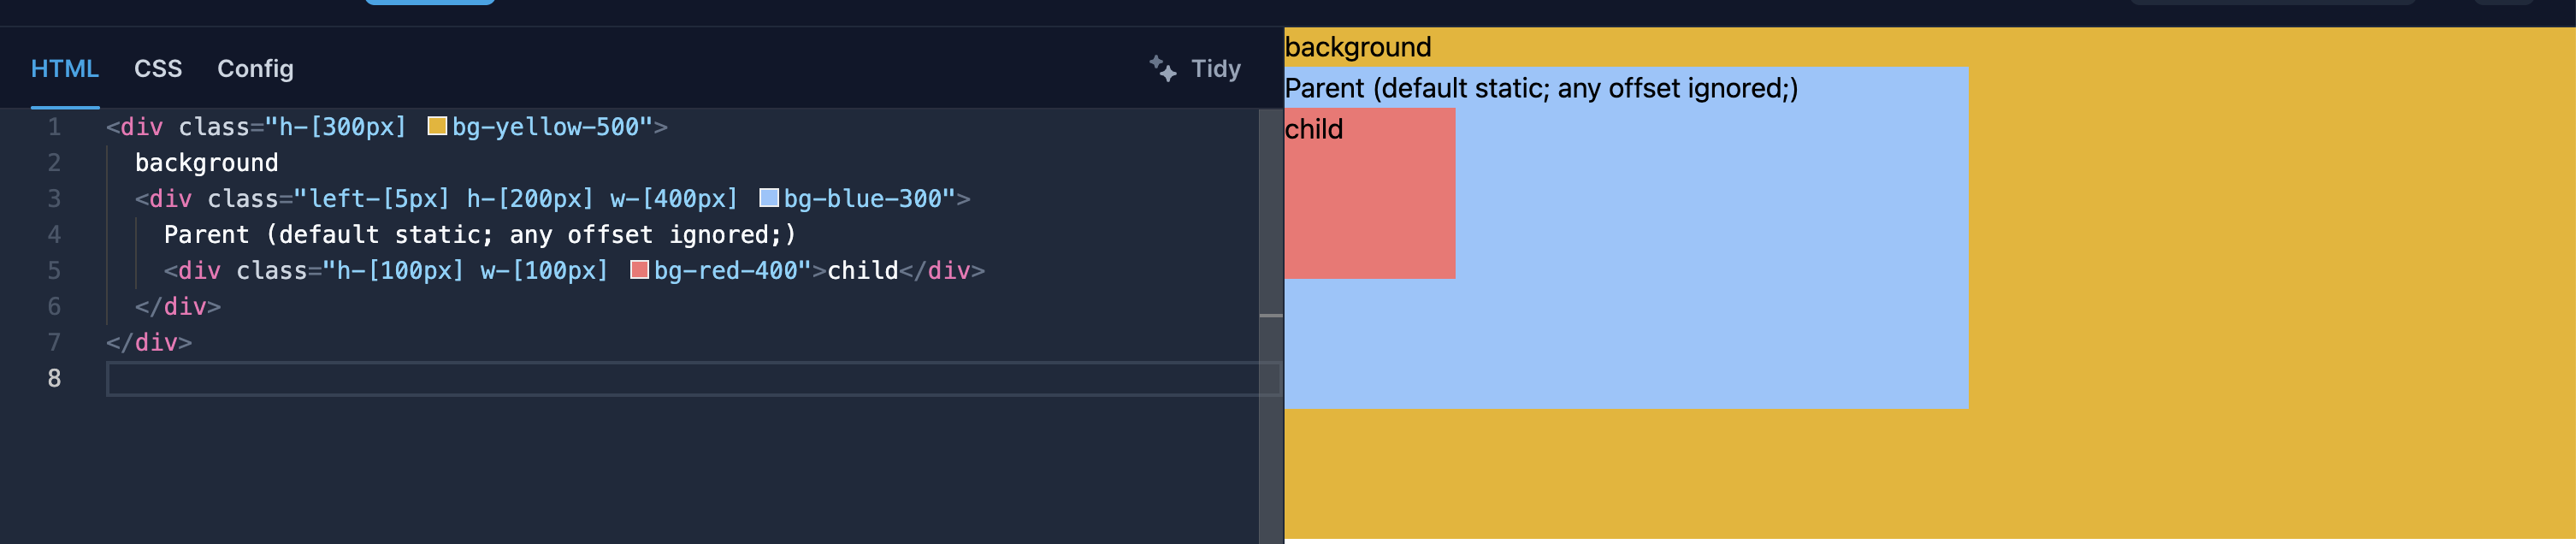 HTML CSS Config Tidy
1 <div class="h-[300px] bg-yellow-500">
2 background
3 <div class="left-[5px] h-[200px] w-[400px] bg-blue-300">
4 Parent (default static; any offset ignored;)
5 <div class="h-[100px] w-[100px] bg-red-400">child</div>
6 </div>
7 </div>
8
background
Parent (default static; any offset ignored;)
child